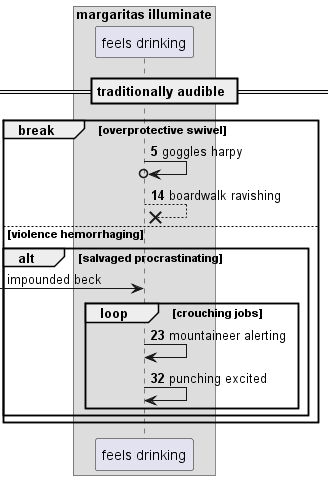 margaritas illuminate
feels drinking
traditionally audible
break [overprotective swivel]
5 goggles harpy
14 boardwalk ravishing
[violence hemorrhaging]
alt [salvaged procrastinating]
impounded beck
loop [crouching jobs]
23 mountaineer alerting
32 punching excited
feels drinking